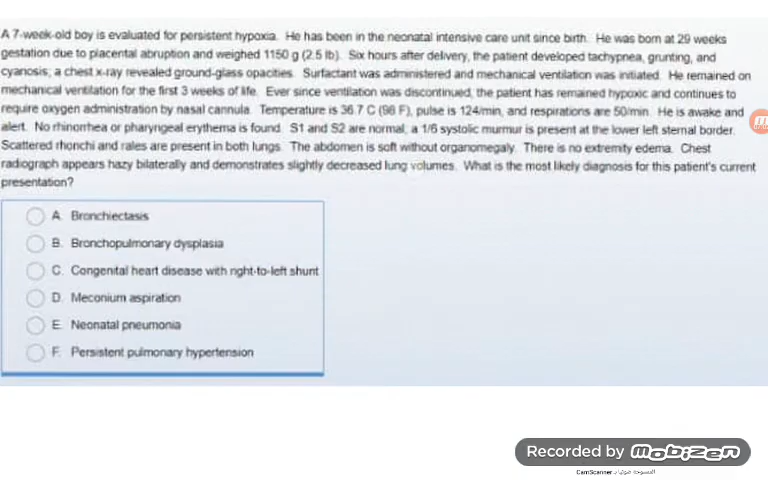 A 7-week-old boy is evaluated for persistent hypoxia. He has been in the neonatal intensive care unit since birth. He was born at 29 weeks
gestation due to placental abruption and weighed 1150 g (2.5 lb). Six hours after delivery, the patient developed tachypnea, grunting, and
cyanosis; a chest x-ray revealed ground-glass opacities. Surfactant was administered and mechanical ventilation was initiated. He remained on
mechanical ventilation for the first 3 weeks of life. Ever since ventilation was discontinued, the patient has remained hypoxic and continues to
require oxygen administration by nasal cannula. Temperature is 36.7 C (98 F), pulse is 124/min, and respirations are 50/min. He is awake and
alert. No rhinorrhea or pharyngeal erythema is found. S1 and S2 are normal; a 1/6 systolic murmur is present at the lower left sternal border.
Scattered rhonchi and rales are present in both lungs. The abdomen is soft without organomegaly. There is no extremity edema. Chest
radiograph appears hazy bilaterally and demonstrates slightly decreased lung volumes. What is the most likely diagnosis for this patient's current
presentation?
A. Bronchiectasis
B. Bronchopulmonary dysplasia
C. Congenital heart disease with right-to-left shunt
D. Meconium aspiration
E. Neonatal pneumonia
F. Persistent pulmonary hypertension
Recorded by Mobizen
CamScanner الممسوحة ضوئيا بـ